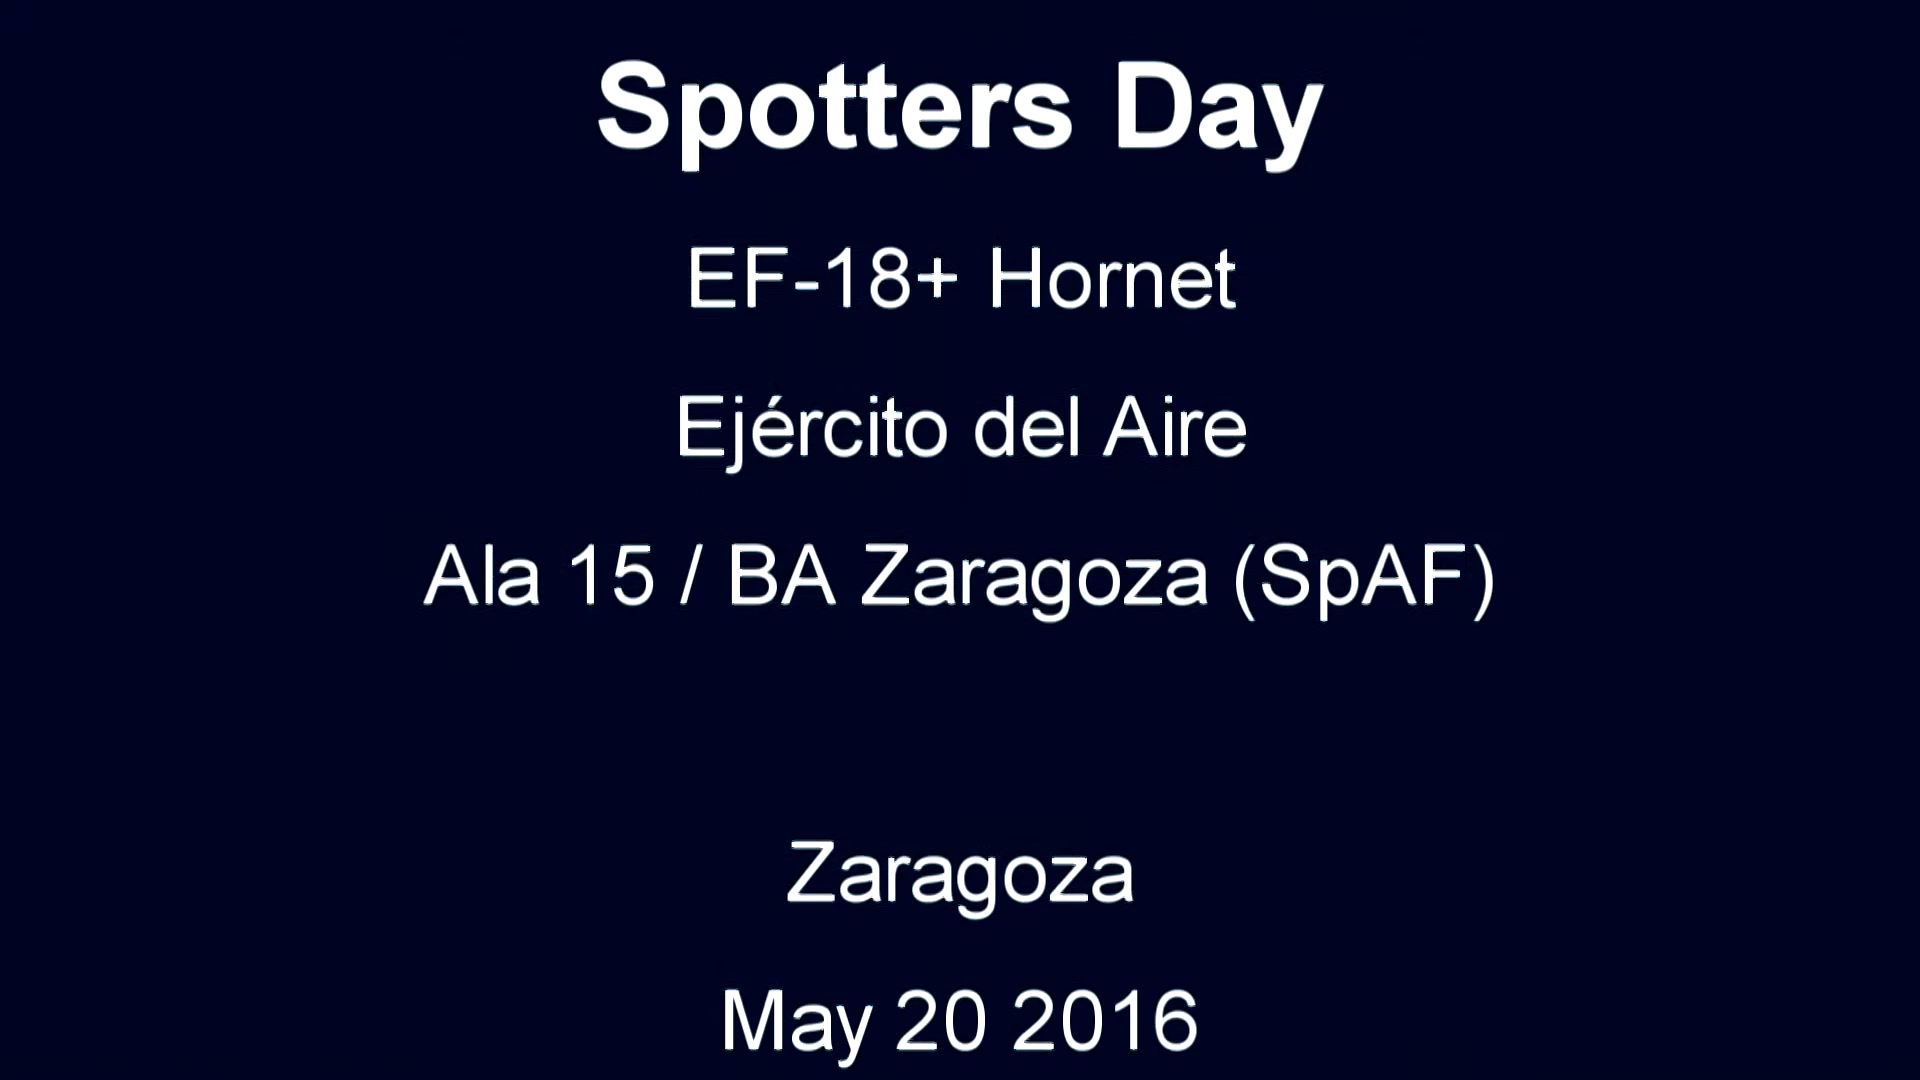 Spotters Day
EF-18+ Hornet
Ejército del Aire
Ala 15 / BA Zaragoza (SpAF)
Zaragoza
May 20 2016